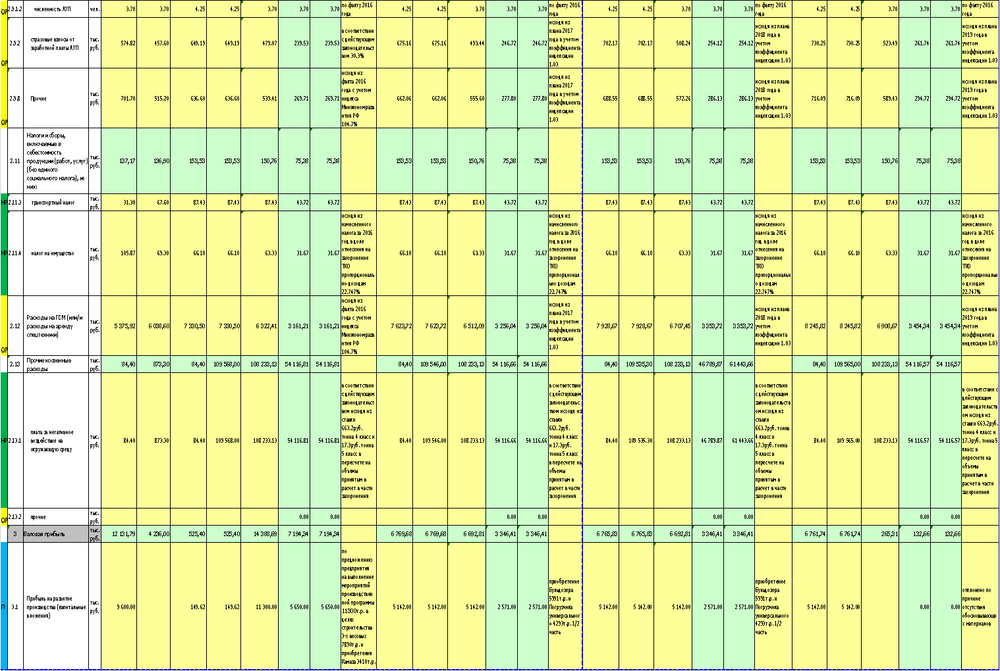 ОР 2.9.1.2 численность АУП чел. 3.70 3.70 4.25 4.25 3.70 3.70 3.70 по факту 2016 года 4.25 4.25 3.70 3.70 3.70 по факту 2016 года 4.25 4.25 3.70 3.70 3.70 по факту 2016 года 4.25 4.25 3.70 3.70 3.70 по факту 2016 года
ОР 2.9.2 страховые взносы от заработной платы АУП тыс. руб. 574.82 457.60 649.19 649.19 479.07 239.53 239.53 в соответствии с действующим законодательством 30.3% 675.16 675.16 493.44 246.72 246.72 исходя из плана 2017 года в учетом коэффициента индексации 1.03 702.17 702.17 508.24 254.12 254.12 исходя из плана 2018 года в учетом коэффициента индексации 1.03 730.25 730.25 523.49 261.74 261.74 исходя из плана 2019 года в учетом коэффициента индексации 1.03
ОР 2.9.8 Прочие тыс. руб. 701.70 515.20 636.60 636.60 539.41 269.71 269.71 исходя из факта 2016 года с учетом индекса Минэкономразвития РФ 104.7% 662.06 662.06 555.60 277.80 277.80 исходя из плана 2017 года в учетом коэффициента индексации 1.03 688.55 688.55 572.26 286.13 286.13 исходя из плана 2018 года в учетом коэффициента индексации 1.03 716.09 716.09 589.43 294.72 294.72 исходя из плана 2019 года в учетом коэффициента индексации 1.03
2.11 Налоги и сборы, включаемые в себестоимость продукции (работ, услуг) (без единого социального налога), из них: тыс. руб. 137,17 136,90 153,53 153,53 150,76 75,38 75,38 153,53 153,53 150,76 75,38 75,38 153,53 153,53 150,76 75,38 75,38 153,53 153,53 150,76 75,38 75,38
НР 2.11.3 транспортный налог тыс. руб. 31.30 67.60 87.43 87.43 87.43 43.72 43.72 87.43 87.43 87.43 43.72 43.72 87.43 87.43 87.43 43.72 43.72 87.43 87.43 87.43 43.72 43.72
НР 2.11.4 налог на имущество тыс. руб. 105.87 69.30 66.10 66.10 63.33 31.67 31.67 исходя из начисленного налога за 2016 год в доле отнесения на захоронение ТКО пропорционально доходам 22.747% 66.10 66.10 63.33 31.67 31.67 исходя из начисленного налога за 2016 год в доле отнесения на захоронение ТКО пропорционально доходам 22.747% 66.10 66.10 63.33 31.67 31.67 исходя из начисленного налога за 2016 год в доле отнесения на захоронение ТКО пропорционально доходам 22.747% 66.10 66.10 63.33 31.67 31.67 исходя из начисленного налога за 2016 год в доле отнесения на захоронение ТКО пропорционально доходам 22.747%
ОР 2.12 Расходы на ГСМ (или/и расходы на аренду спецтехники) тыс. руб. 5 375,92 6 038,60 7 330,50 7 330,50 6 322,41 3 161,21 3 161,21 исходя из факта 2016 года с учетом индекса Минэкономразвития РФ 104.7% 7 623,72 7 623,72 6 512,09 3 256,04 3 256,04 исходя из плана 2017 года в учетом коэффициента индексации 1.03 7 928,67 7 928,67 6 707,45 3 353,72 3 353,72 исходя из плана 2018 года в учетом коэффициента индексации 1.03 8 245,82 8 245,82 6 908,67 3 454,34 3 454,34 исходя из плана 2019 года в учетом коэффициента индексации 1.03
2.13 Прочие косвенные расходы тыс. руб. 84,40 873,30 84,40 109 568,00 108 233,13 54 116,81 54 116,81 84,40 109 546,00 108 233,13 54 116,66 54 116,66 84,40 109 535,30 108 233,13 46 789,87 61 443,66 84,40 109 565,00 108 233,13 54 116,57 54 116,57
НР 2.13.1 плата за негативное воздействие на окружающую среду тыс. руб. 84.40 873.30 84.40 109 568.00 108 233.13 54 116.81 54 116.81 в соответствии с действующим законодательством исходя из ставки 663.2руб. тонна 4 класс и 17.3руб. тонна 5 класс в пересчете на объемы принятым в расчет в части захоронения 84.40 109 546.00 108 233.13 54 116.66 54 116.66 в соответствии с действующим законодательством исходя из ставки 663.2руб. тонна 4 класс и 17.3руб. тонна 5 класс в пересчете на объемы принятым в расчет в части захоронения 84.40 109 535.30 108 233.13 46 789.87 61 443.66 в соответствии с действующим законодательством исходя из ставки 663.2руб. тонна 4 класс и 17.3руб. тонна 5 класс в пересчете на объемы принятым в расчет в части захоронения 84.40 109 565.00 108 233.13 54 116.57 54 116.57 в соответствии с действующим законодательством исходя из ставки 663.2руб. тонна 4 класс и 17.3руб. тонна 5 класс в пересчете на объемы принятым в расчет в части захоронения
ОР 2.13.2 прочие тыс. руб. 0.00 0.00 0.00 0.00 0.00 0.00 0.00 0.00
3 Валовая прибыль тыс. руб. 12 131,79 4 236,00 525,40 525,40 14 388,69 7 194,34 7 194,34 6 769,68 6 769,68 6 692,81 3 346,41 3 346,41 6 765,83 6 765,83 6 692,81 3 346,41 3 346,41 6 761,74 6 761,74 265,31 132,66 132,66
П 3.1 Прибыль на развитие производства (капитальные вложения) тыс. руб. 9 600.00 149.62 149.62 11 300.00 5 650.00 5 650.00 по предложению предприятия на выполнение мероприятий производственной программы 11300т.р. в целях строительства 3-х весовых 7890т.р. и приобретения Камаза 3410т.р. 5 142.00 5 142.00 5 142.00 2 571.00 2 571.00 приобретение Бульдозера 5991т.р. и Погрузчика универсального 4293т.р. 1/2 часть 5 142.00 5 142.00 5 142.00 2 571.00 2 571.00 приобретение Бульдозера 5991т.р. и Погрузчика универсального 4293т.р. 1/2 часть 5 142.00 5 142.00 0.00 0.00 отклонено по причине отсутствия обосновывающих материалов